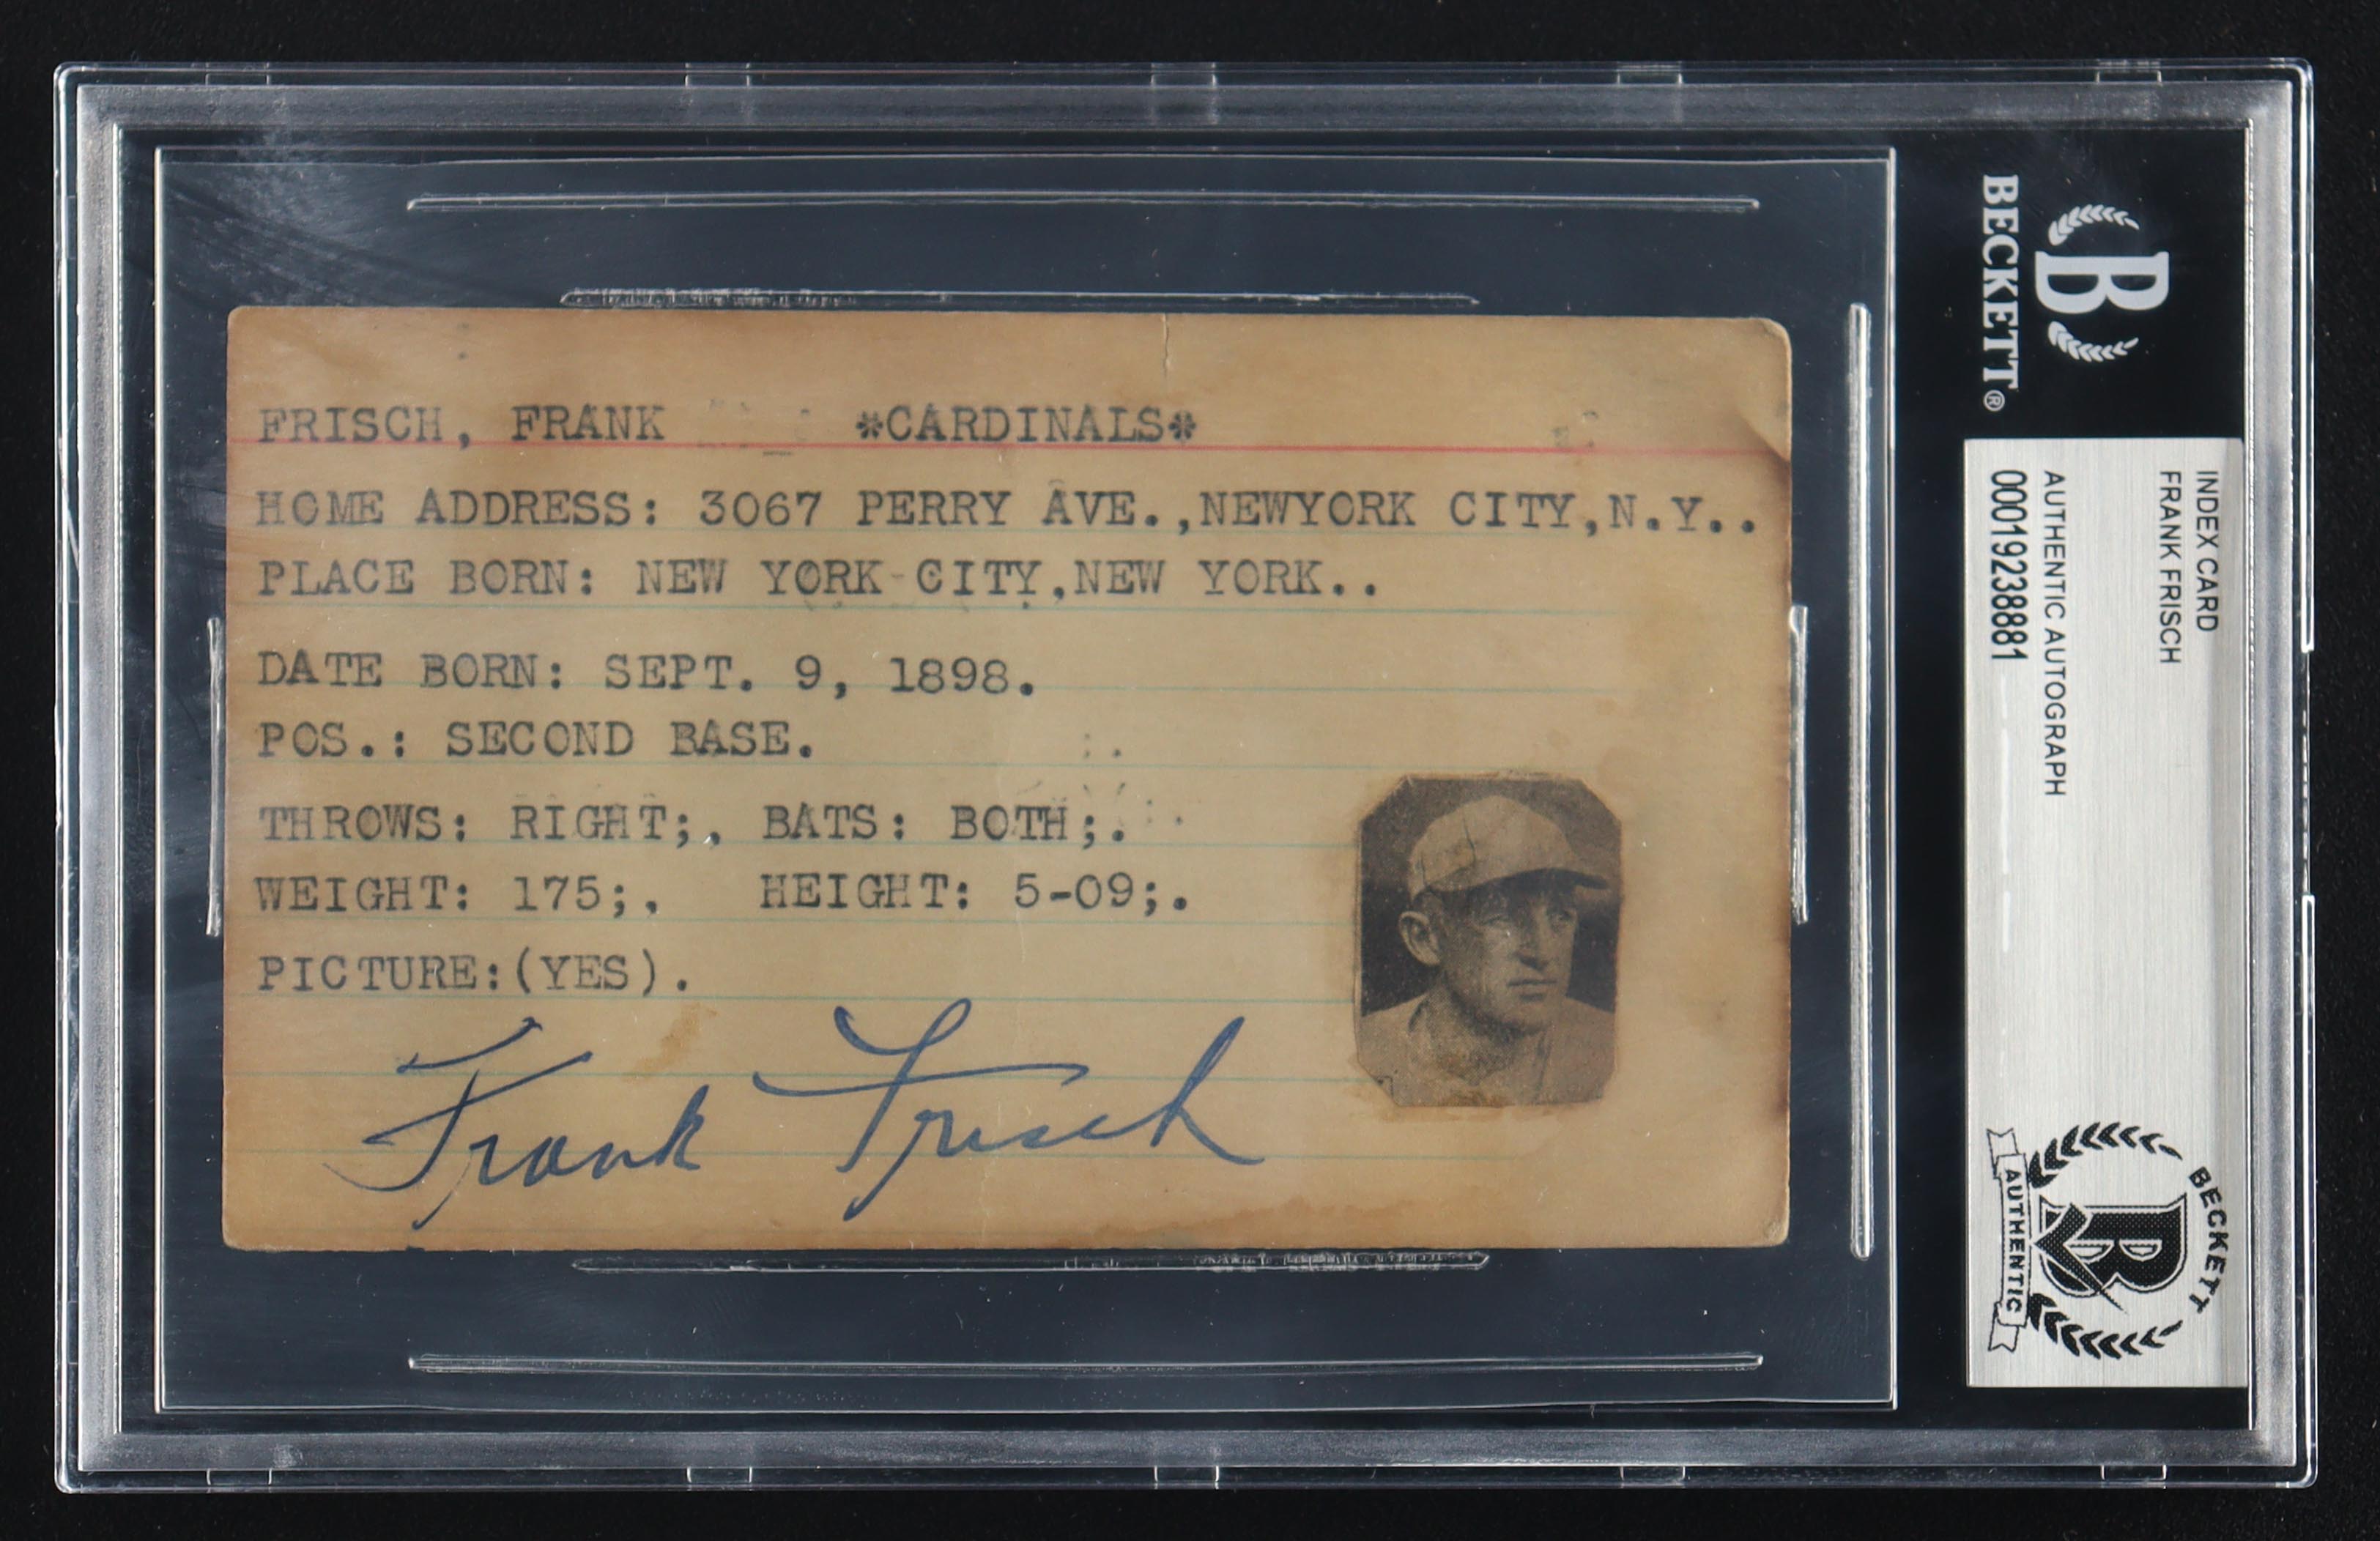 FRISCH, FRANK *CARDINALS*
HOME ADDRESS: 3067 PERRY AVE.,NEWYORK CITY,N.Y..
PLACE BORN: NEW YORK CITY,NEW YORK..
DATE BORN: SEPT. 9, 1898.
POS.: SECOND BASE.
THROWS: RIGHT;, BATS: BOTH;.
WEIGHT: 175;, HEIGHT: 5-09;.
PICTURE:(YES).
Frank Frisch
B
BECKETT®
INDEX CARD
FRANK FRISCH
AUTHENTIC AUTOGRAPH
00019238881
BECKETT
B
AUTHENTIC